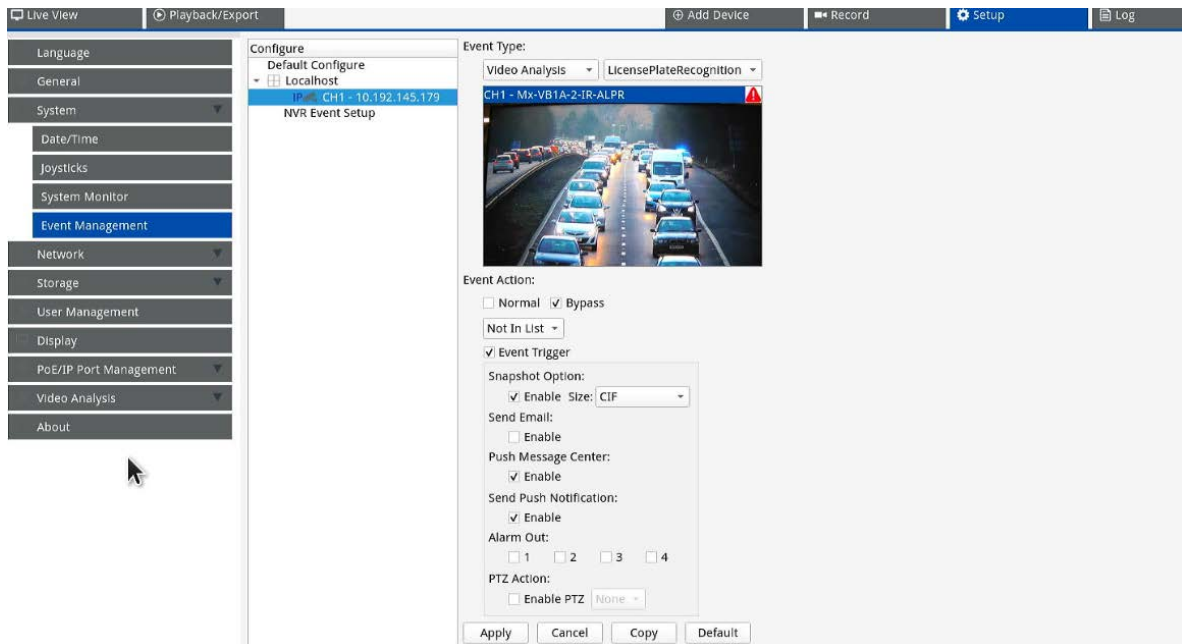 Live View
Playback/Export
Add Device
Record
Setup
Log
Language
General
System
Date/Time
Joysticks
System Monitor
Event Management
Network
Storage
User Management
Display
PoE/IP Port Management
Video Analysis
About
Configure
Default Configure
Localhost
IP CH1 - 10.192.145.179
NVR Event Setup
Event Type:
Video Analysis LicensePlateRecognition
CH1 - Mx-VB1A-2-IR-ALPR
Event Action:
Normal Bypass
Not In List
Event Trigger
Snapshot Option:
Enable Size: CIF
Send Email:
Enable
Push Message Center:
Enable
Send Push Notification:
Enable
Alarm Out:
1 2 3 4
PTZ Action:
Enable PTZ None
Apply Cancel Copy Default